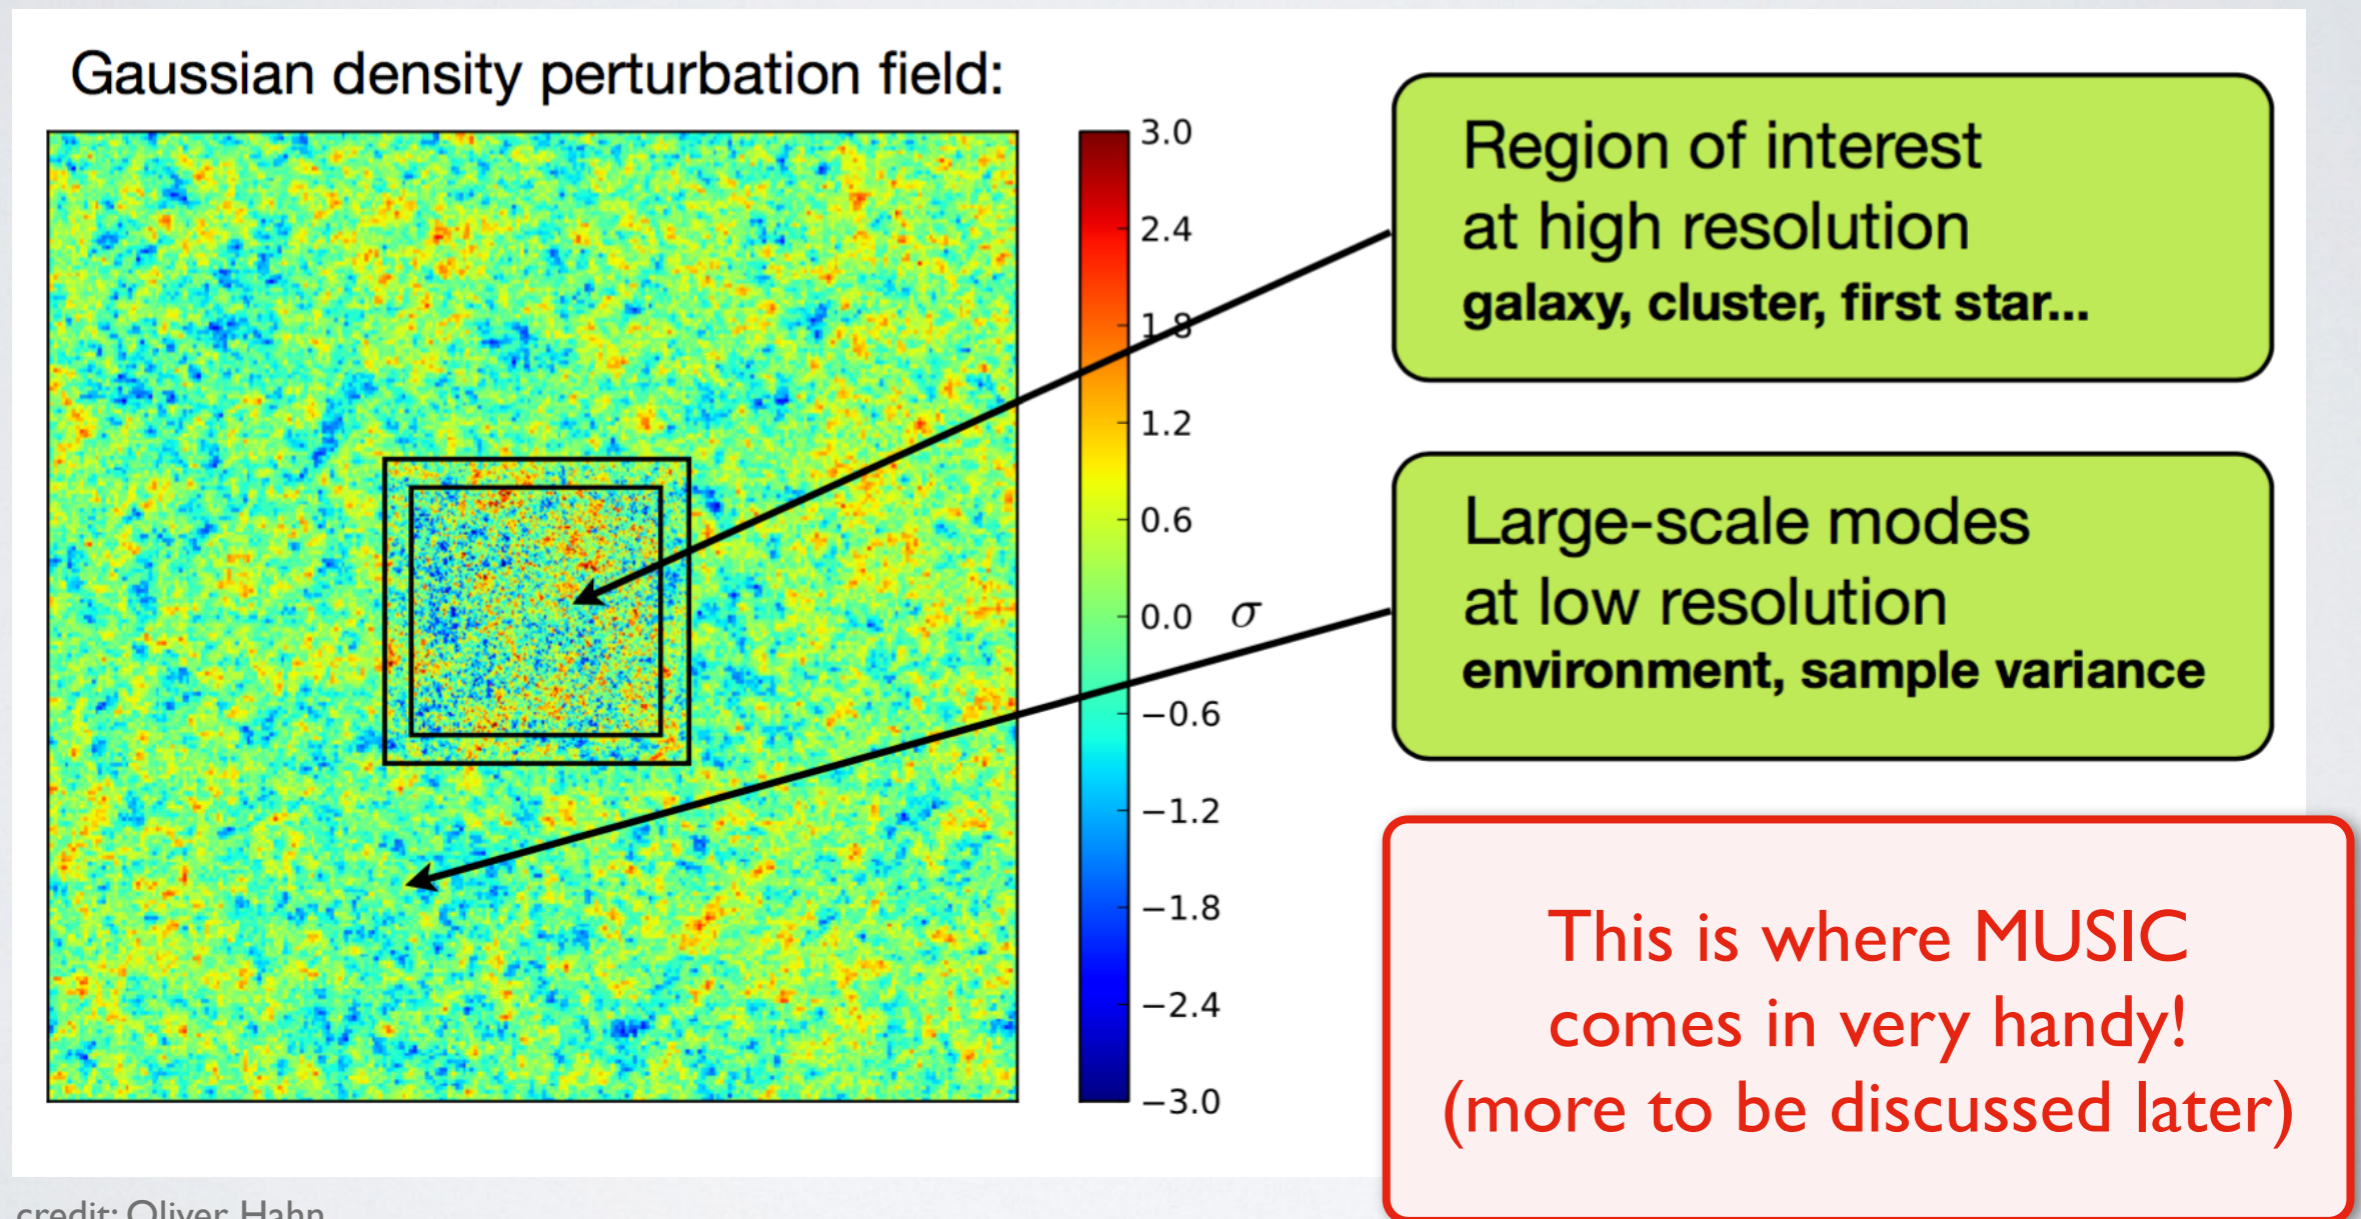 Gaussian density perturbation field:
3.0
2.4
1.8
1.2
0.6
0.0
σ
−0.6
−1.2
−1.8
−2.4
−3.0
Region of interest
at high resolution
galaxy, cluster, first star...
Large-scale modes
at low resolution
environment, sample variance
This is where MUSIC
comes in very handy!
(more to be discussed later)
credit: Oliver Hahn